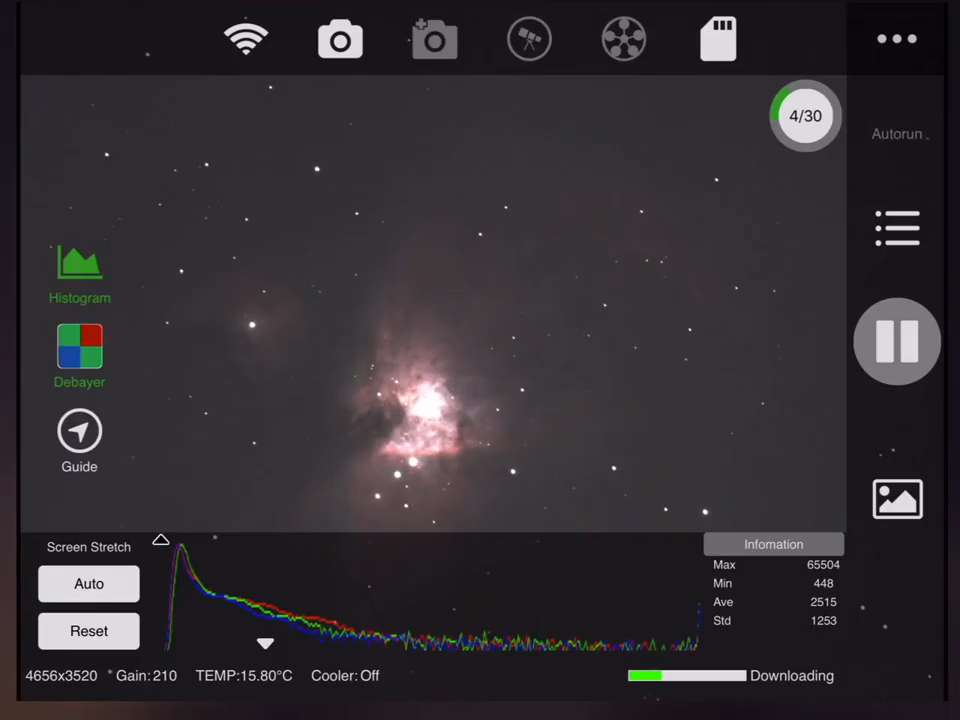 4/30
Autorun
Histogram
Debayer
Guide
Screen Stretch
Auto
Reset
Infomation
Max 65504
Min 448
Ave 2515
Std 1253
4656x3520 Gain:210 TEMP:15.80°C Cooler:Off Downloading